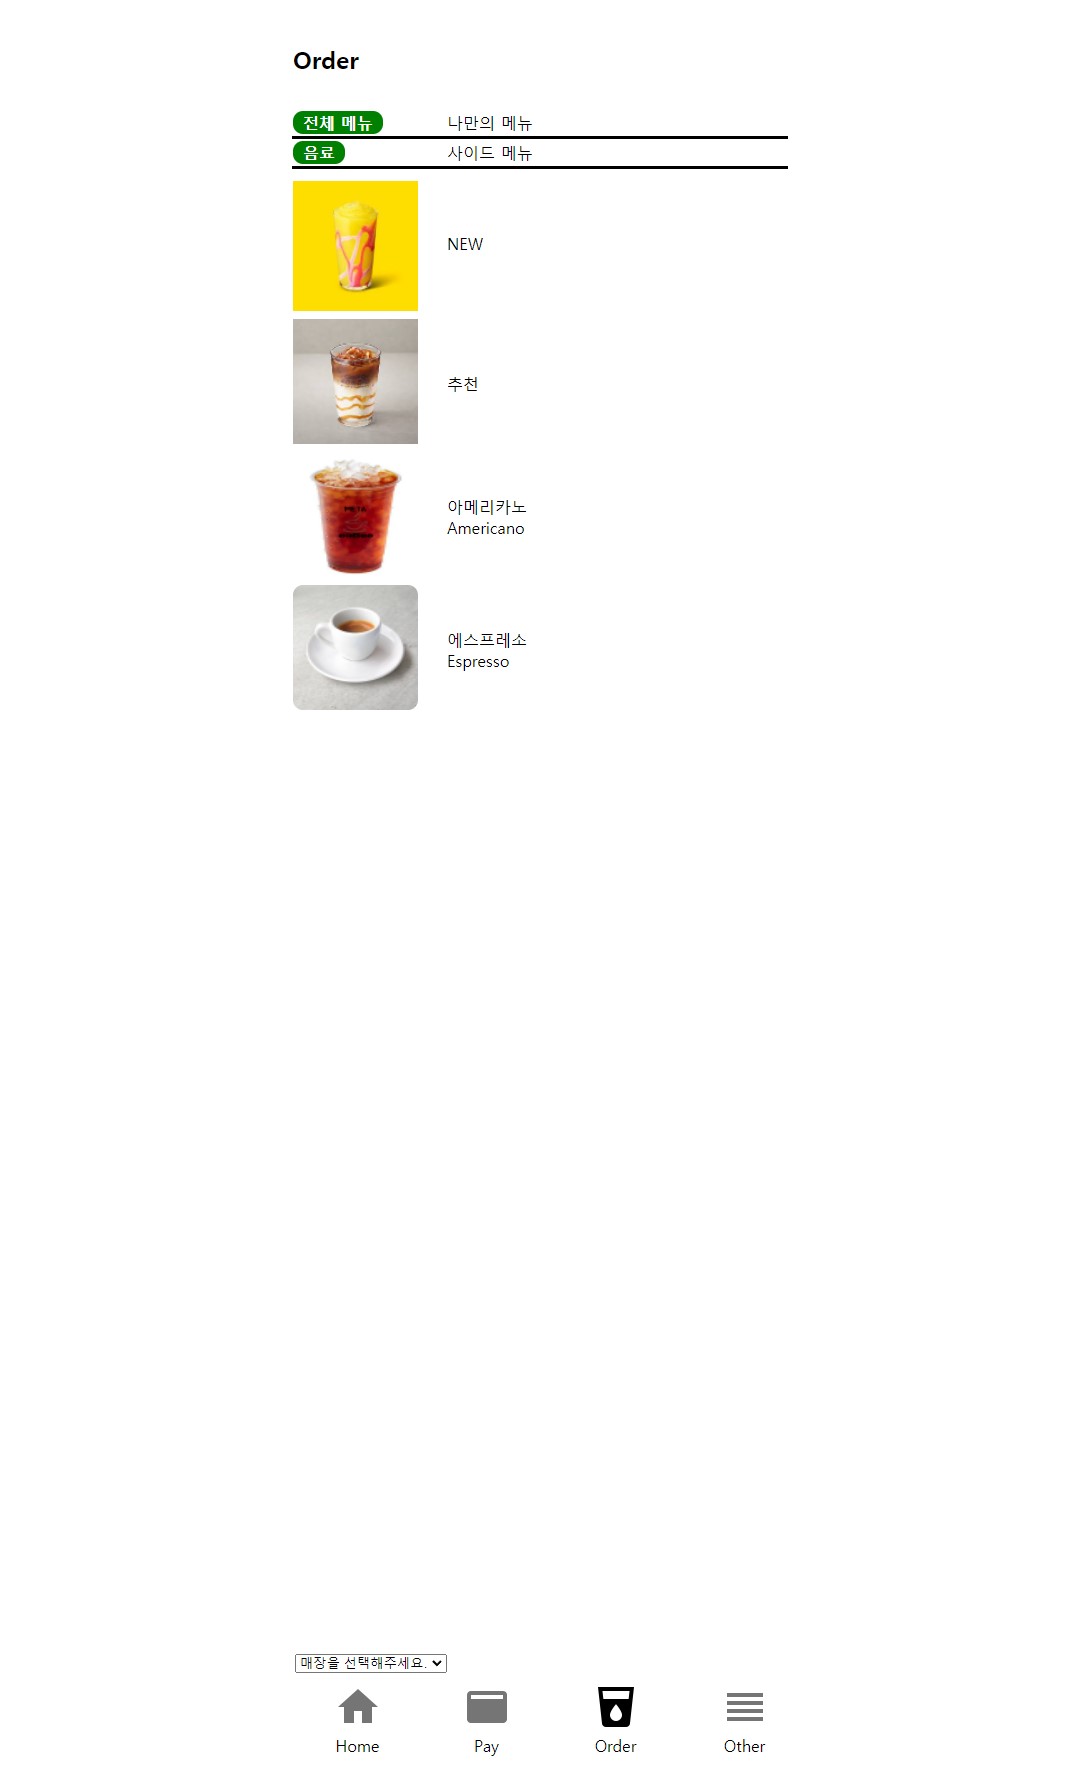 Order
전체 메뉴 나만의 메뉴
음료 사이드 메뉴
NEW
추천
아메리카노
Americano
에스프레소
Espresso
매장을 선택해주세요.
Home Pay Order Other